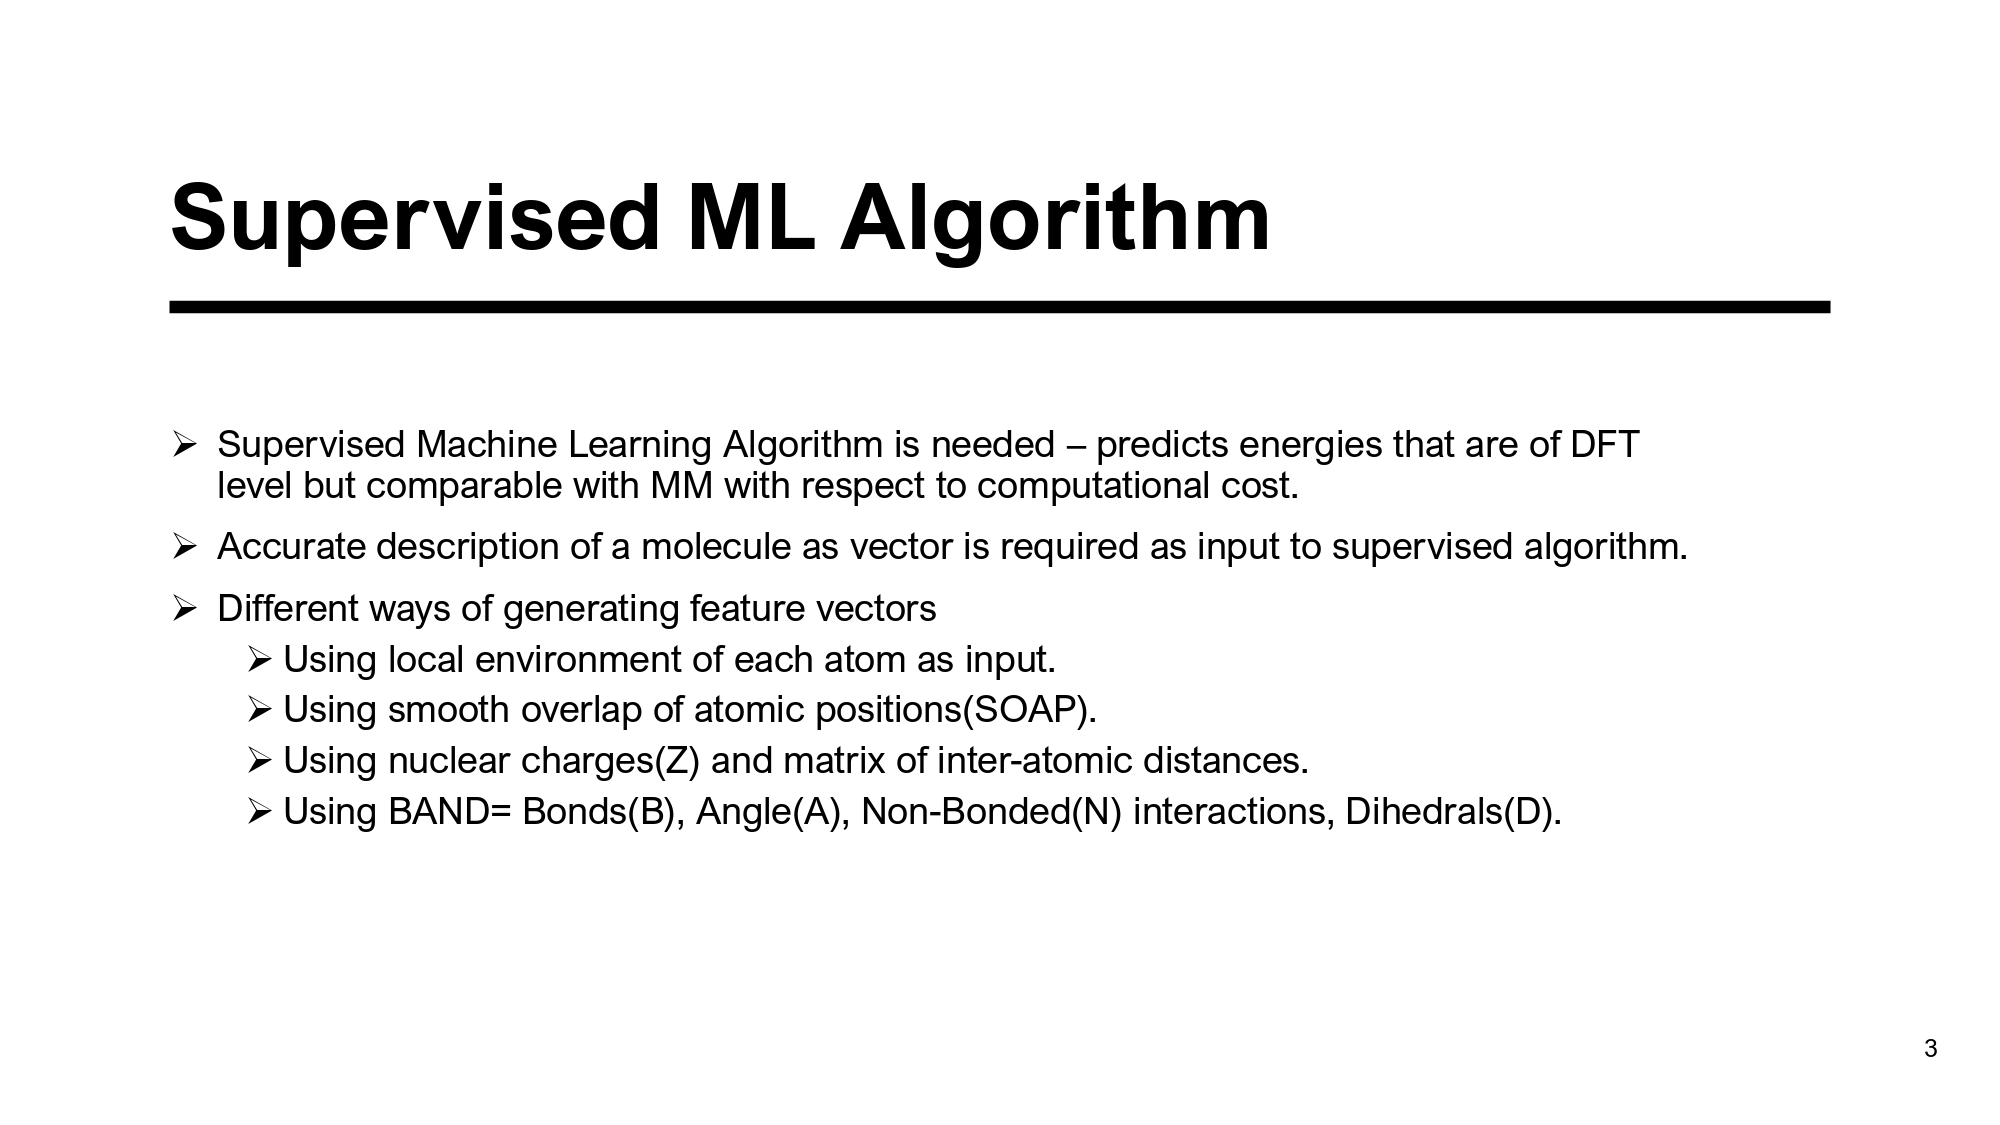 Supervised ML Algorithm
➢ Supervised Machine Learning Algorithm is needed – predicts energies that are of DFT
level but comparable with MM with respect to computational cost.
➢ Accurate description of a molecule as vector is required as input to supervised algorithm.
➢ Different ways of generating feature vectors
➢ Using local environment of each atom as input.
➢ Using smooth overlap of atomic positions(SOAP).
➢ Using nuclear charges(Z) and matrix of inter-atomic distances.
➢ Using BAND= Bonds(B), Angle(A), Non-Bonded(N) interactions, Dihedrals(D).
3